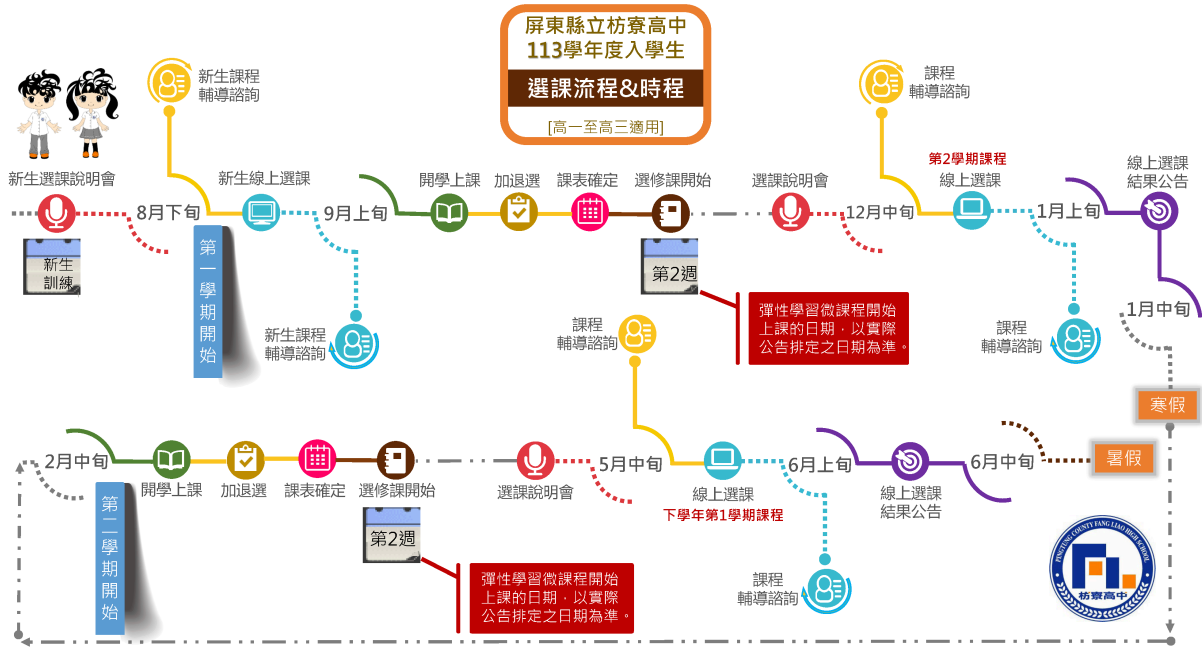 屏東縣立枋寮高中
113學年度入學生
選課流程&時程
[高一至高三適用]
新生選課說明會
新生
訓練
8月下旬
新生課程
輔導諮詢
第一學期開始
新生線上選課
新生課程
輔導諮詢
9月上旬
開學上課
加退選
課表確定
選修課開始
第2週
彈性學習微課程開始
上課的日期，以實際
公告排定之日期為準。
選課說明會
12月中旬
課程
輔導諮詢
第2學期課程
線上選課
課程
輔導諮詢
1月上旬
線上選課
結果公告
1月中旬
寒假
2月中旬
第二學期開始
開學上課
加退選
課表確定
選修課開始
第2週
彈性學習微課程開始
上課的日期，以實際
公告排定之日期為準。
選課說明會
5月中旬
課程
輔導諮詢
線上選課
下學年第1學期課程
課程
輔導諮詢
6月上旬
線上選課
結果公告
6月中旬
暑假
PINGTUNG COUNTY FANG LIAO HIGH SCHOOL
枋寮高中